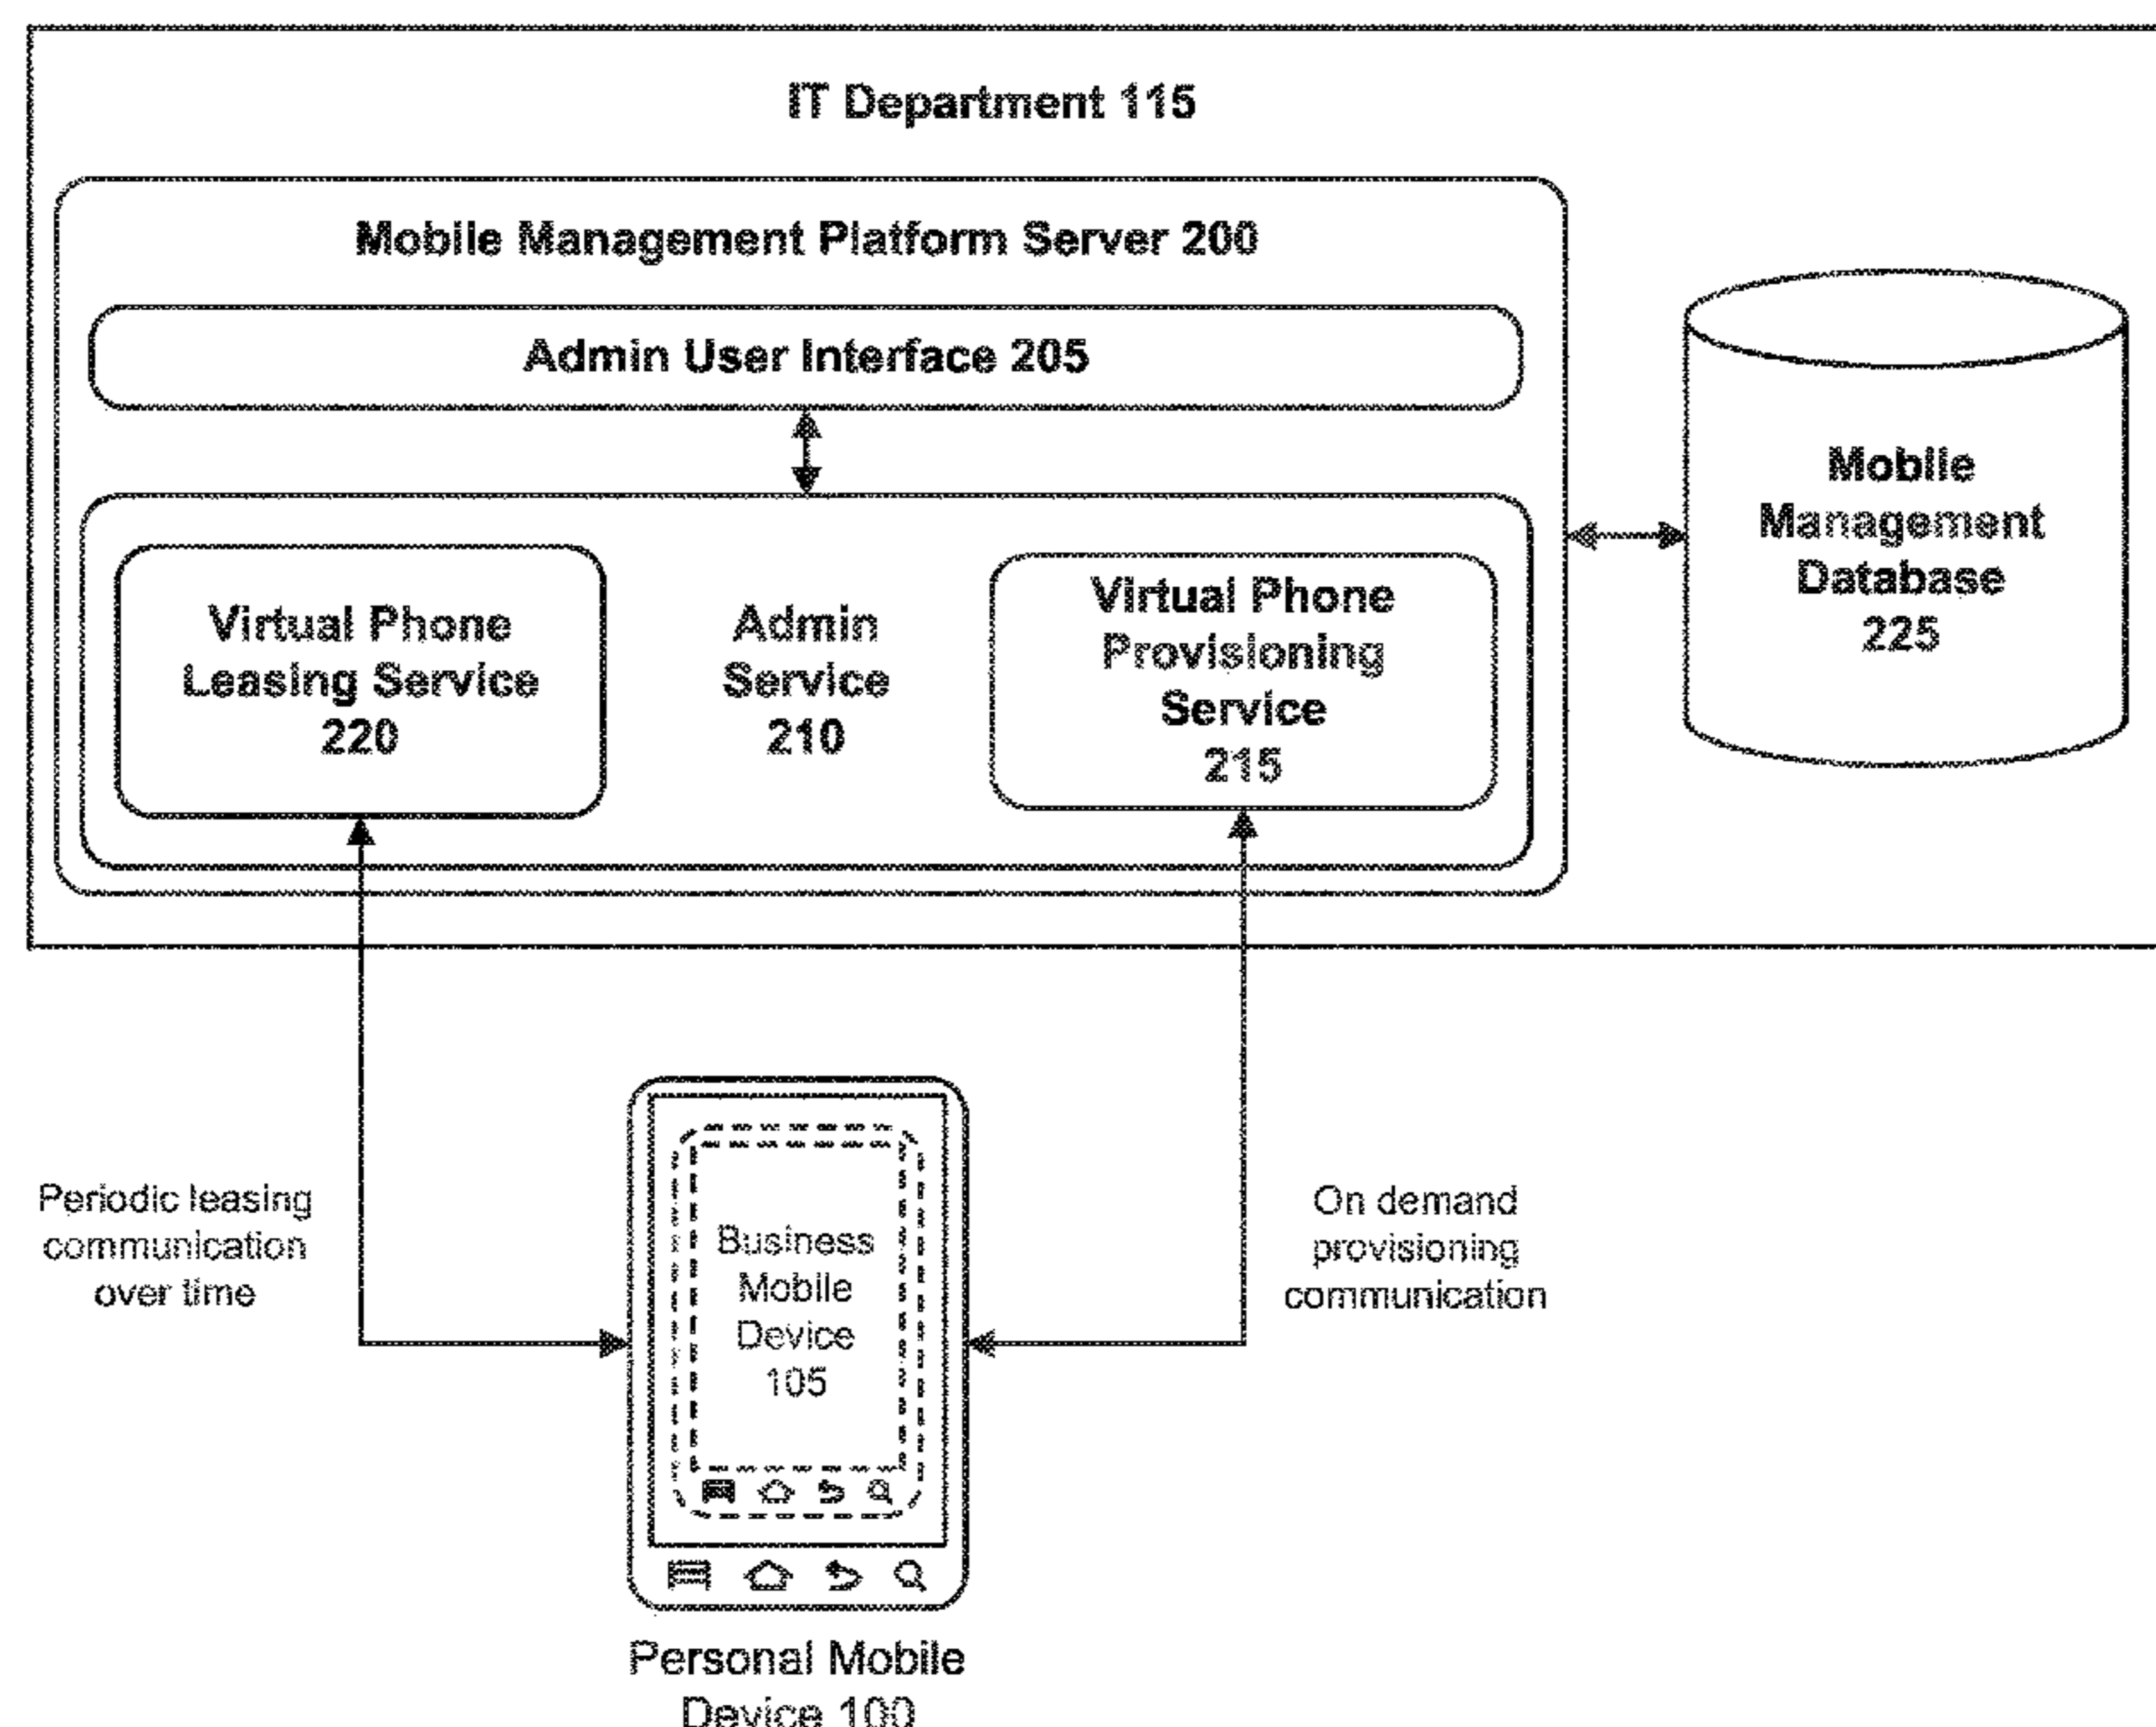 IT Department 115
Mobile Management Platform Server 200
Admin User Interface 205
Virtual Phone
Leasing Service
220
Admin
Service
210
Virtual Phone
Provisioning
Service
215
Mobile
Management
Database
225
Periodic leasing
communication
over time
Business
Mobile
Device
105
On demand
provisioning
communication
Personal Mobile
Device 100